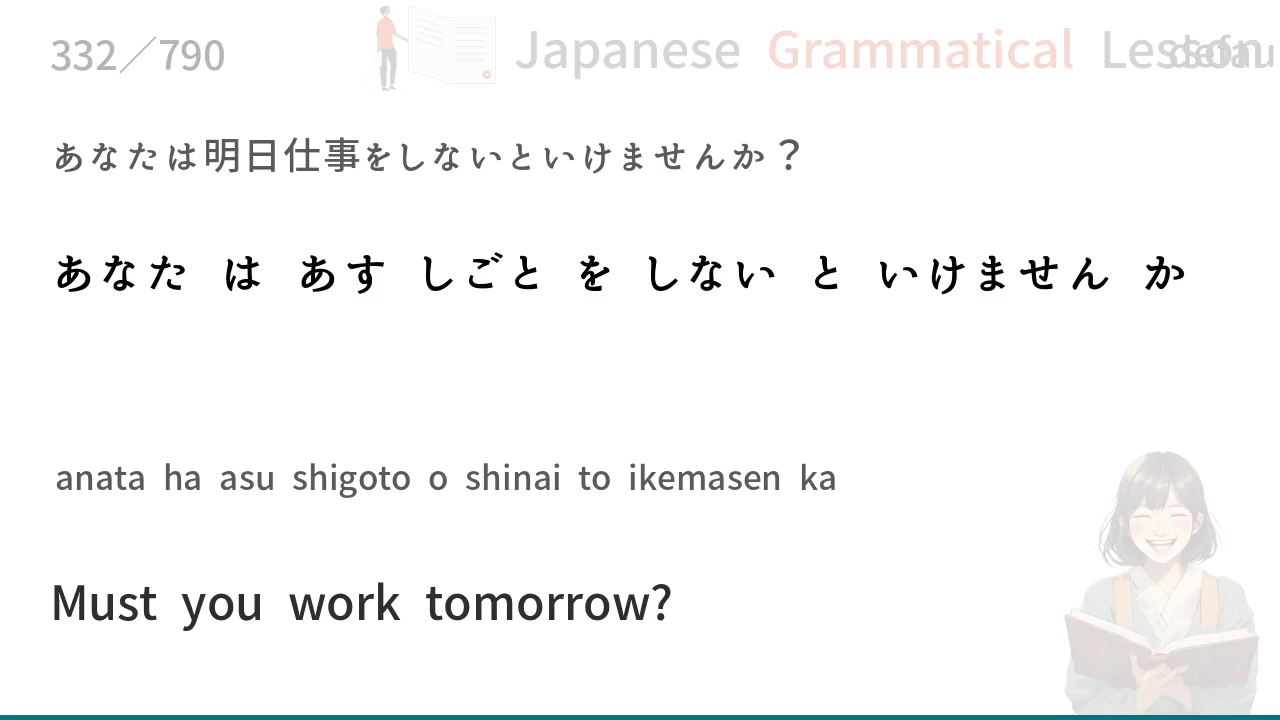 332／790
Japanese Grammatical Lesson
defau
あなたは明日仕事をしないといけませんか？
あなた は あす しごと を しない と いけません か
anata ha asu shigoto o shinai to ikemasen ka
Must you work tomorrow?